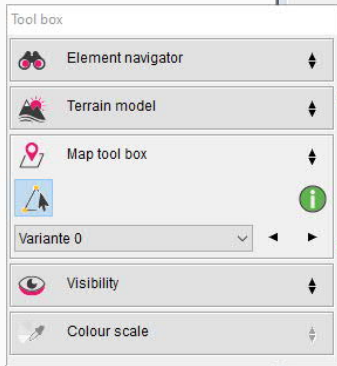 Tool box
Element navigator
Terrain model
Map tool box
Variante 0
Visibility
Colour scale